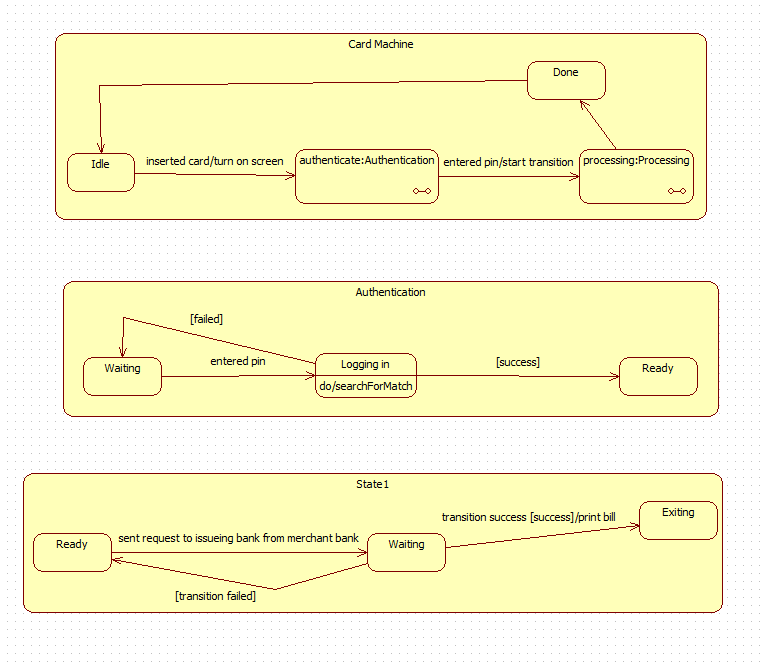 Card Machine
Done
Idle
inserted card/turn on screen
authenticate:Authentication
entered pin/start transition
processing:Processing
Authentication
[failed]
Waiting
entered pin
Logging in
do/searchForMatch
[success]
Ready
State1
transition success [success]/print bill
Exiting
Ready
sent request to issueing bank from merchant bank
Waiting
[transition failed]